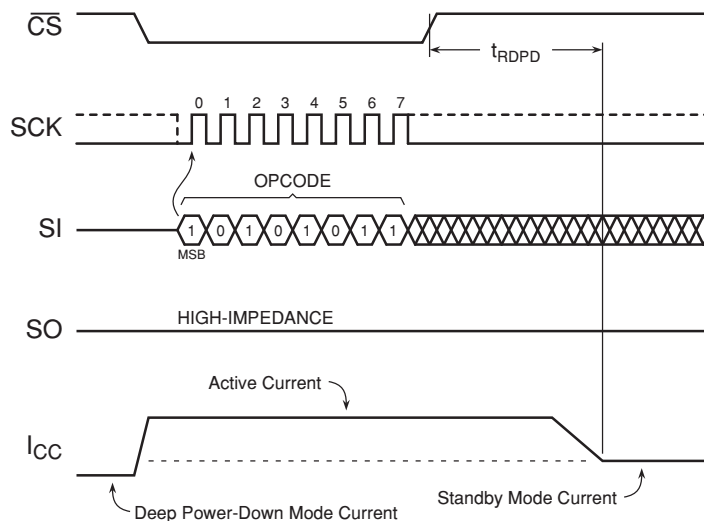 CS
tRDPD
0 1 2 3 4 5 6 7
SCK
OPCODE
SI
1 0 1 0 1 0 1 1
MSB
SO
HIGH-IMPEDANCE
Active Current
ICC
Standby Mode Current
Deep Power-Down Mode Current